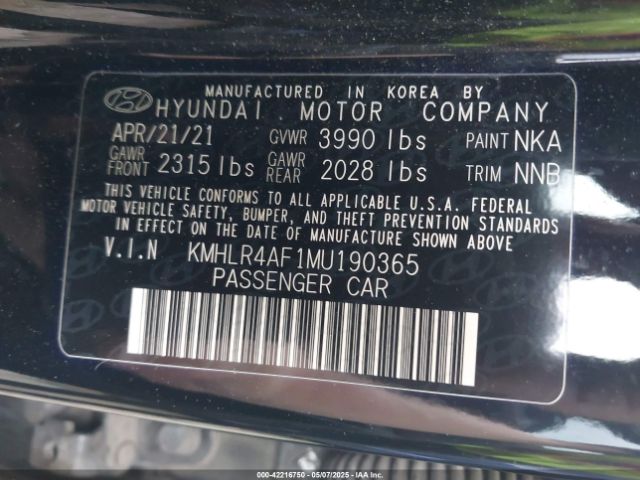 MANUFACTURED IN KOREA BY
HYUNDAI MOTOR COMPANY
APR/21/21 GVWR 3990 lbs PAINT NKA
GAWR FRONT 2315 lbs GAWR REAR 2028 lbs TRIM NNB
THIS VEHICLE CONFORMS TO ALL APPLICABLE U.S.A. FEDERAL
MOTOR VEHICLE SAFETY, BUMPER, AND THEFT PREVENTION STANDARDS
IN EFFECT ON THE DATE OF MANUFACTURE SHOWN ABOVE
V.I.N KMHLR4AF1MU190365
PASSENGER CAR
000-42216750 05/07/2025 - IAA Inc.